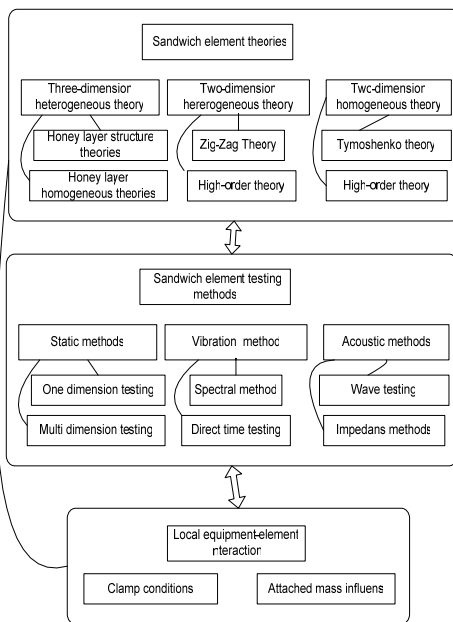 Sandwich element theories
Three-dimension
heterogeneous theory
Two-dimension
hererogeneous theory
Twc-dimension
homogeneous theory
Honey layer structure
theories
Zig-Zag Theory
Tymoshenko theory
Honey layer
homogeneous theories
High-order theory
High-order theory
Sandwich element testing
methods
Static methods
Vibration method
Acoustic methods
One dimension testing
Spectral method
Wave testing
Multi dimension testing
Direct time testing
Impedans methods
Local equipment-element
interaction
Clamp conditions
Attached mass influens